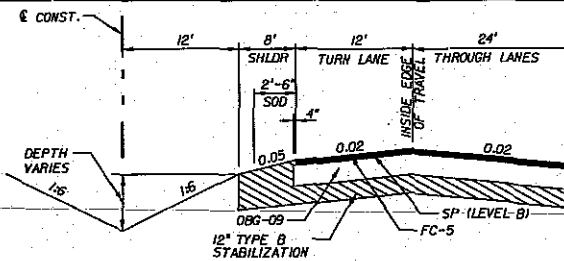 ℄ CONST.
12'
8'
SHLDR
12'
TURN LANE
24'
THROUGH LANES
2'-6"
SOD
4"
INSIDE EDGE
OF TRAVEL
DEPTH
VARIES
1:6
1:6
0.05
0.02
0.02
OBG-09
SP (LEVEL-B)
FC-5
12" TYPE B
STABILIZATION